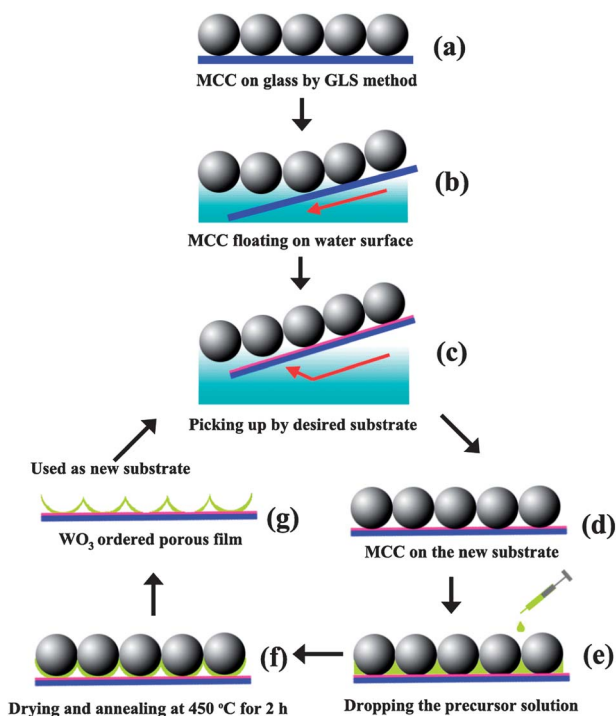 (a)
MCC on glass by GLS method
(b)
MCC floating on water surface
(c)
Picking up by desired substrate
Used as new substrate
(g)
WO₃ ordered porous film
(d)
MCC on the new substrate
(f)
Drying and annealing at 450 °C for 2 h
(e)
Dropping the precursor solution